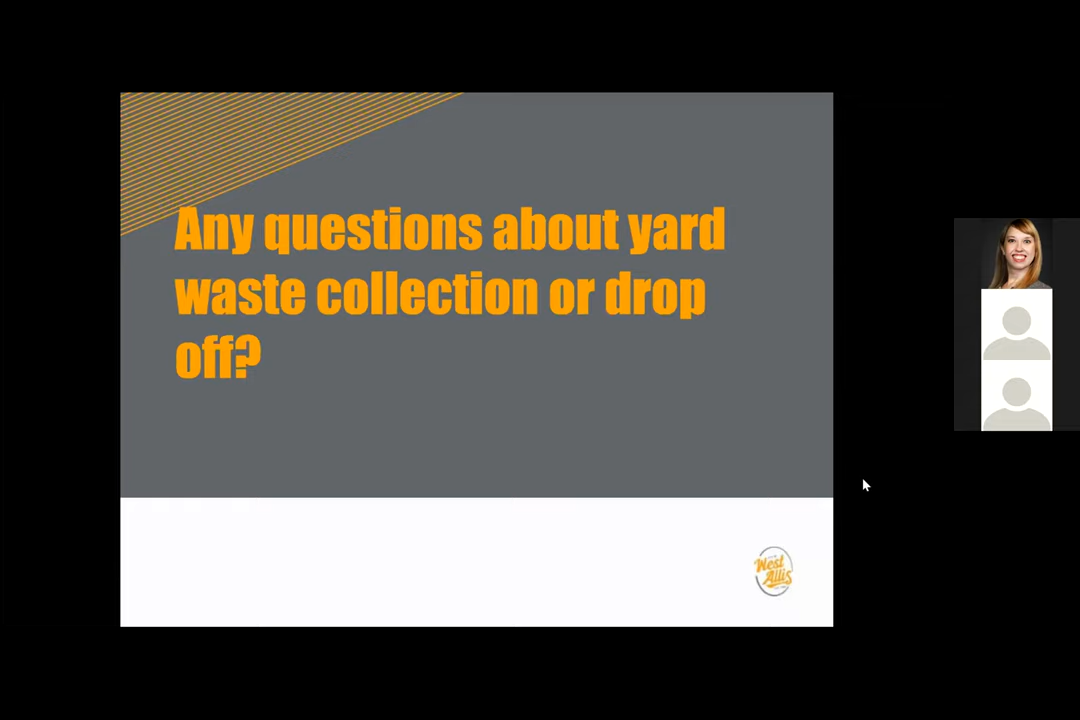 Any questions about yard
waste collection or drop
off?
West
Allis